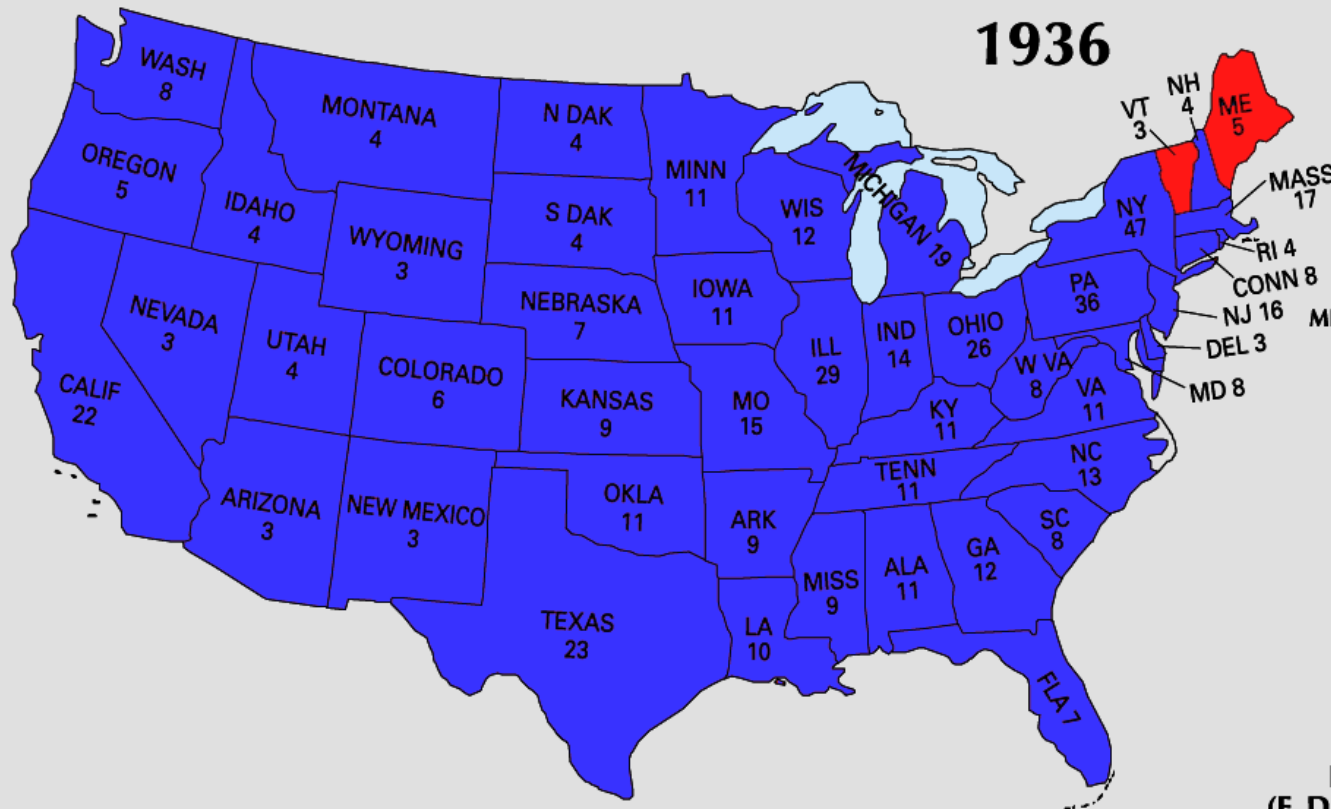 1936
WASH
8
MONTANA
4
N DAK
4
MINN
11
VT
3
NH
4
ME
5
OREGON
5
IDAHO
4
WYOMING
3
S DAK
4
WIS
12
MICHIGAN 19
NY
47
MASS
17
RI 4
CONN 8
NJ 16
DEL 3
MD 8
NEVADA
3
UTAH
4
COLORADO
6
NEBRASKA
7
IOWA
11
ILL
29
IND
14
OHIO
26
PA
36
W VA
8
VA
11
CALIF
22
KANSAS
9
MO
15
KY
11
NC
13
TENN
11
ARIZONA
3
NEW MEXICO
3
OKLA
11
ARK
9
SC
8
MISS
9
ALA
11
GA
12
TEXAS
23
LA
10
FLA 7
(F. D